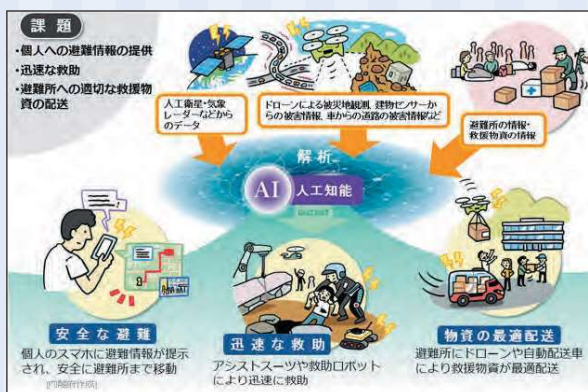 課題
・個人への避難情報の提供
・迅速な救助
・避難所への適切な救援物
資の配送
人工衛星・気象
レーダーなどから
のデータ
ドローンによる被災地観測、建物センサーか
らの被害情報、車からの道路の被害情報など
避難所の情報・
救援物資の情報
解析
AI 人工知能
安全な避難
個人のスマホに避難情報が提示
され、安全に避難所まで移動
迅速な救助
アシストスーツや救助ロボット
により迅速に救助
物資の最適配送
避難所にドローンや自動配送車
により救援物資が最適配送
[内閣府作成]